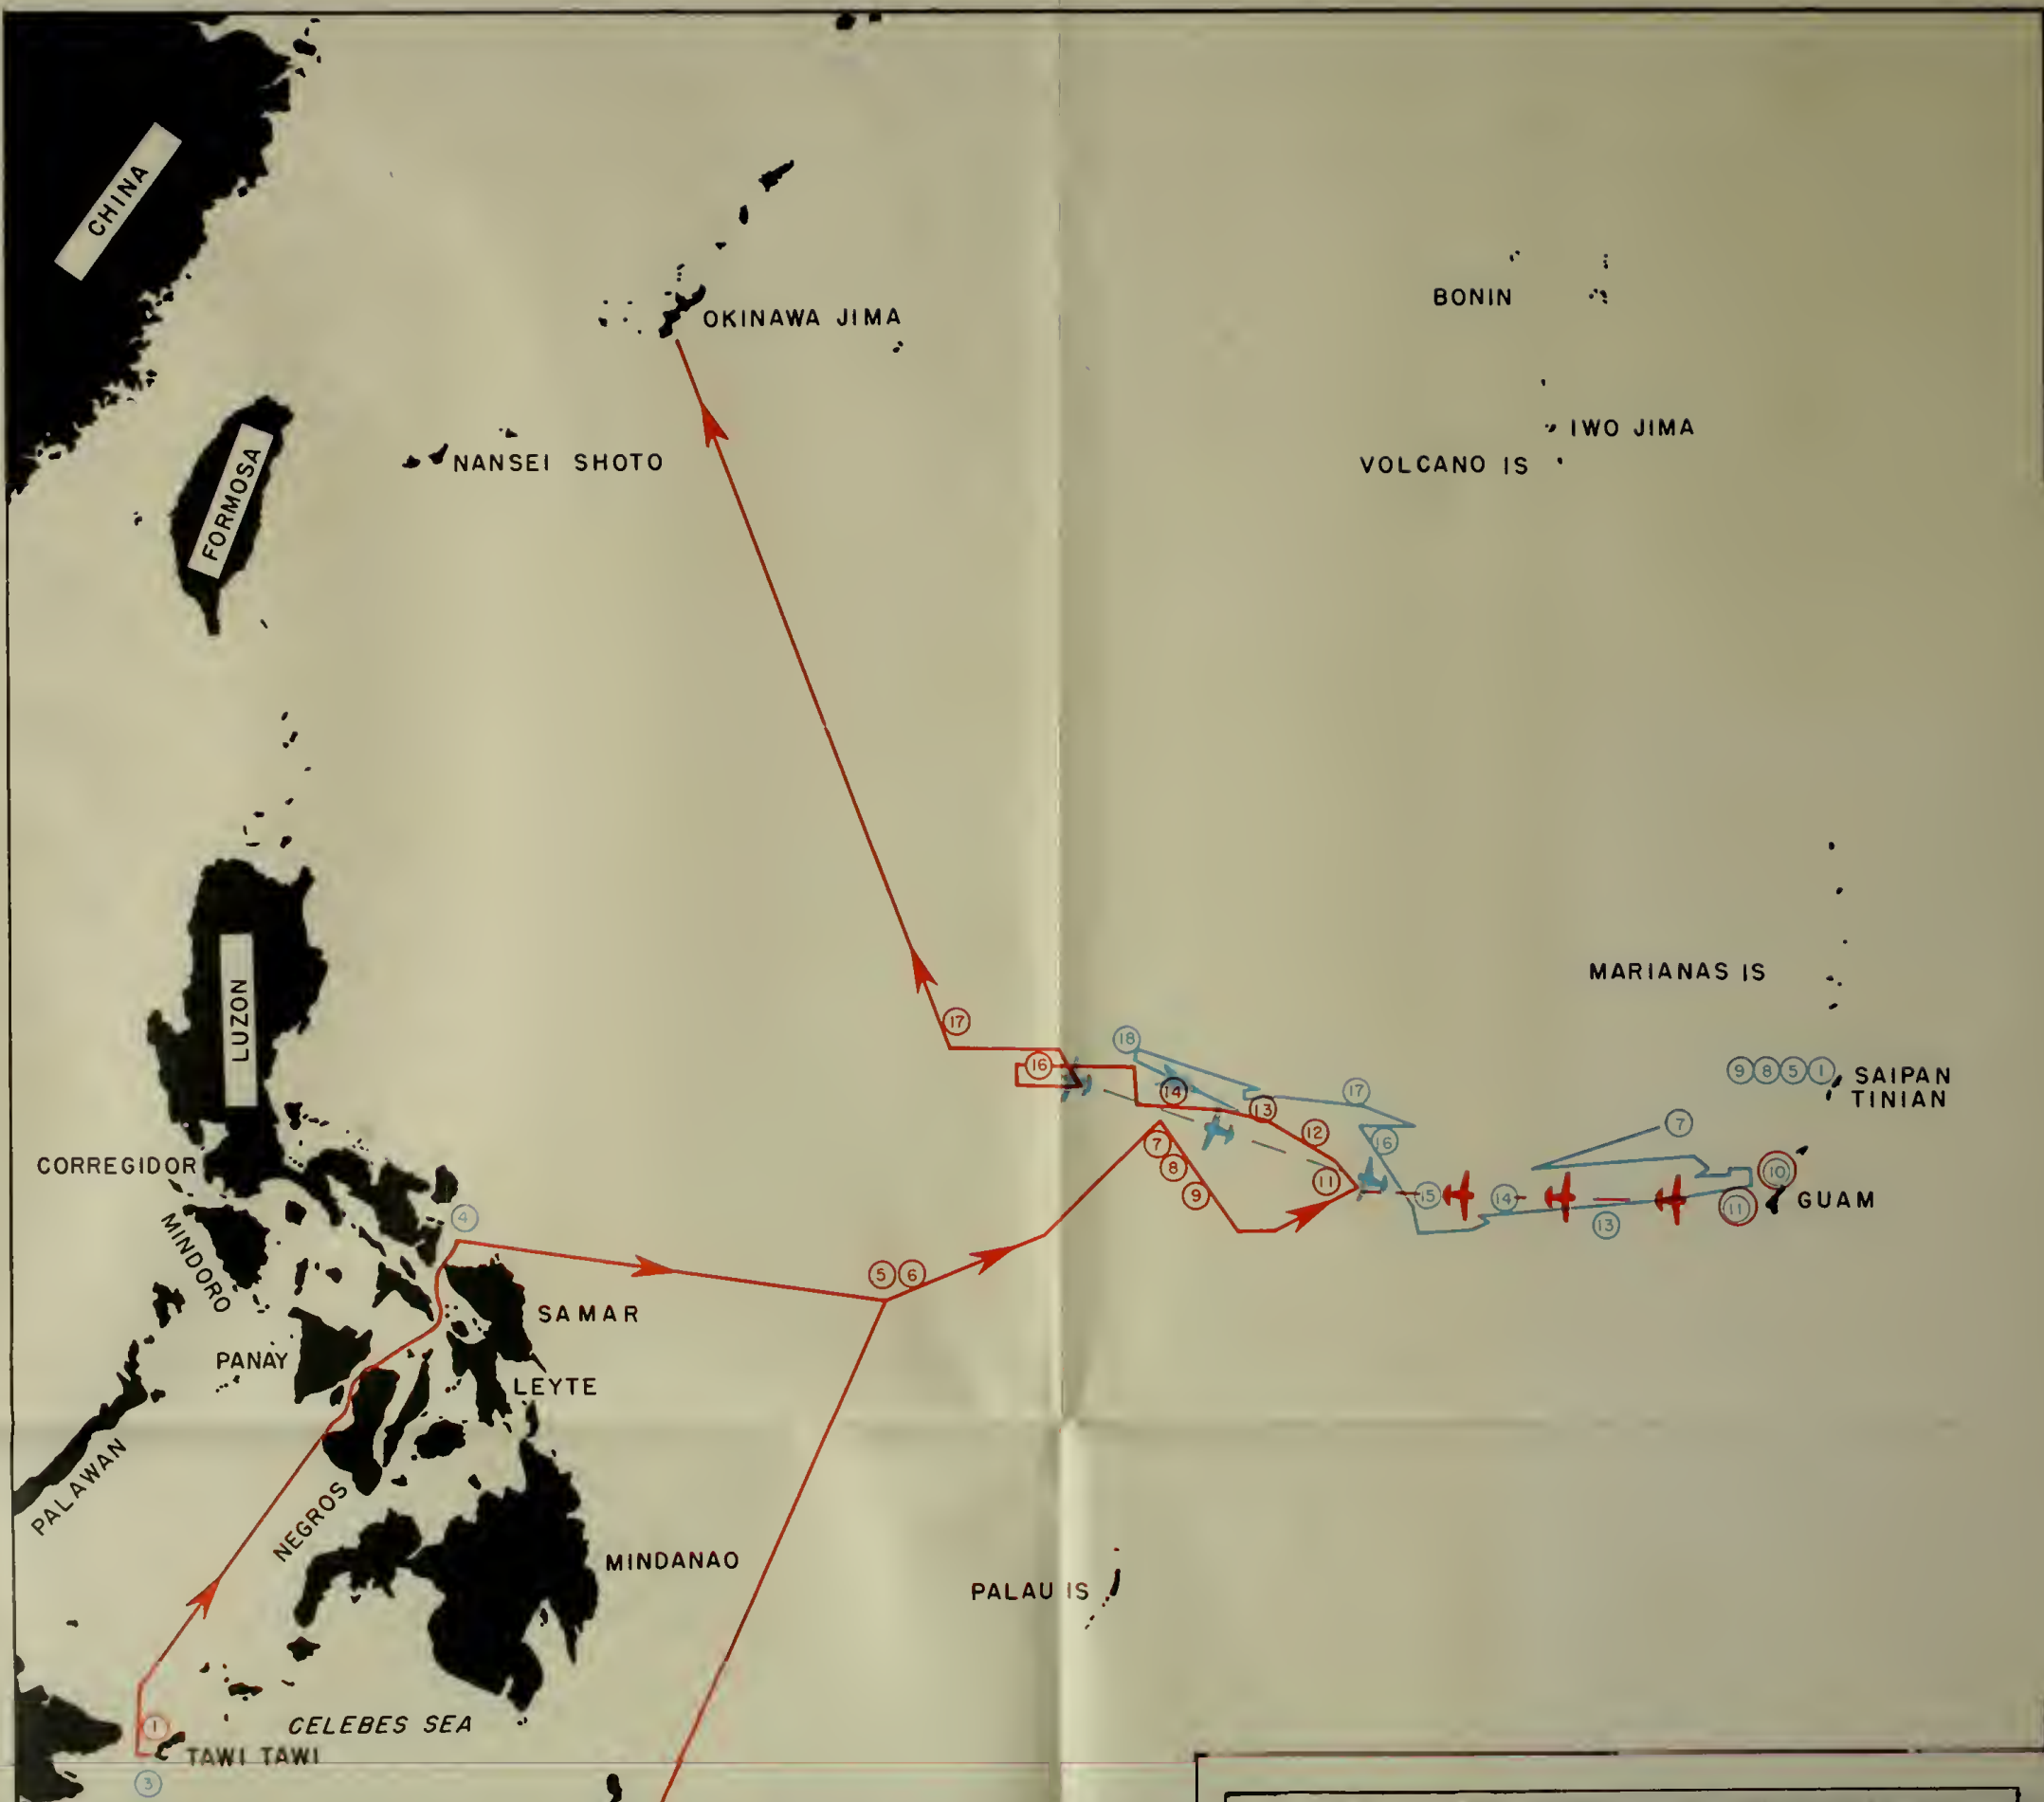 CHINA
OKINAWA JIMA
BONIN
IWO JIMA
VOLCANO IS
NANSEI SHOTO
FORMOSA
LUZON
MARIANAS IS
17
18
16
14
13
12
17
16
9 8 5 1
SAIPAN
TINIAN
7
CORREGIDOR
7
8
9
11
15
14
13
10
11
GUAM
4
MINDORO
5 6
SAMAR
PANAY
LEYTE
PALAWAN
NEGROS
MINDANAO
PALAU IS
CELEBES SEA
1
TAWI TAWI
3